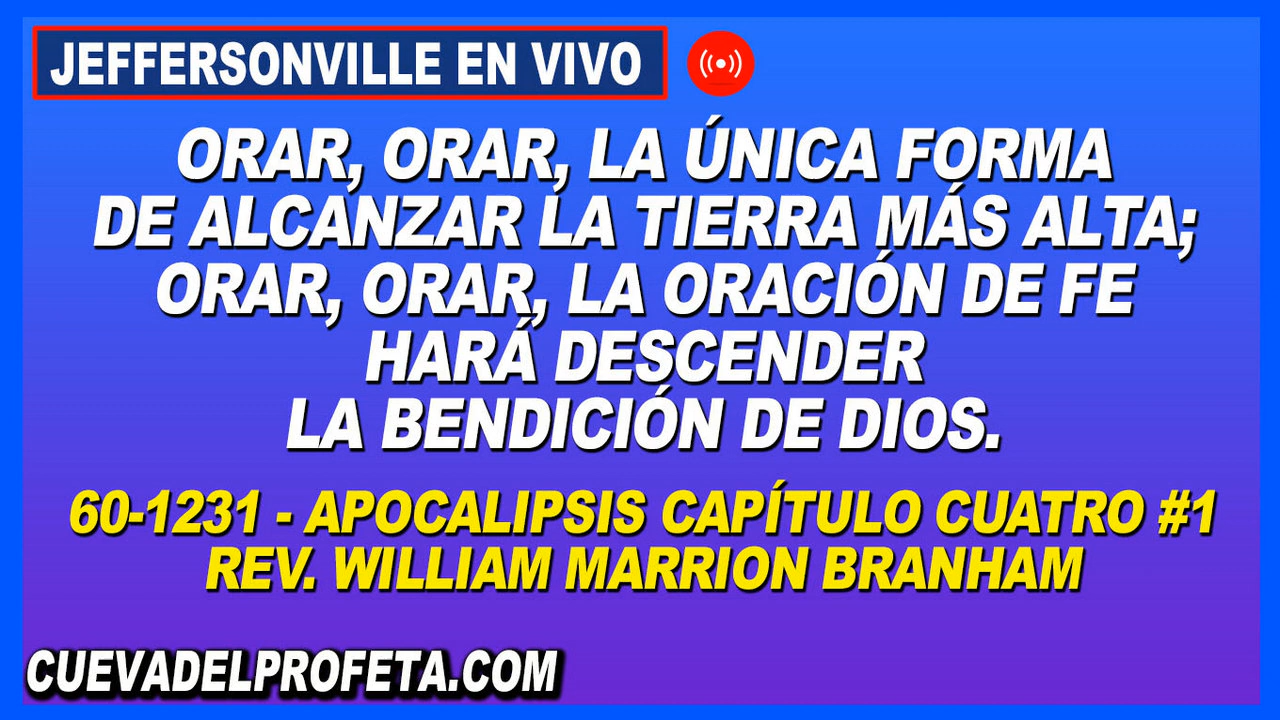 JEFFERSONVILLE EN VIVO
ORAR, ORAR, LA ÚNICA FORMA
DE ALCANZAR LA TIERRA MÁS ALTA;
ORAR, ORAR, LA ORACIÓN DE FE
HARÁ DESCENDER
LA BENDICIÓN DE DIOS.
60-1231 - APOCALIPSIS CAPÍTULO CUATRO #1
REV. WILLIAM MARRION BRANHAM
CUEVADELPROFETA.COM